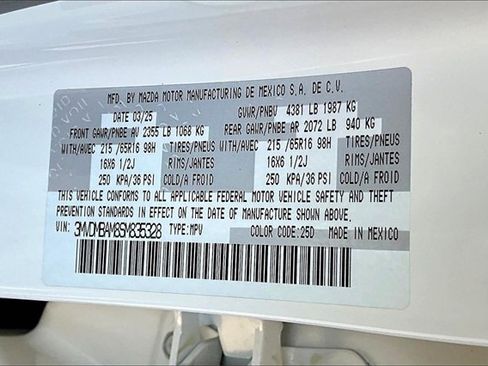 MFD. BY MAZDA MOTOR MANUFACTURING DE MEXICO S.A. DE C.V.
DATE 03/25 GVWR/PNBV 4381 LB 1987 KG
FRONT GAWR/PNBE AV 2355 LB 1068 KG REAR GAWR/PNBE AR 2072 LB 940 KG
WITH/AVEC 215 /65R16 98H TIRES/PNEUS WITH/AVEC 215 /65R16 98H TIRES/PNEUS
16X6 1/2J RIMS/JANTES 16X6 1/2J RIMS/JANTES
250 KPA/36 PSI COLD/A FROID 250 KPA/36 PSI COLD/A FROID
THIS VEHICLE CONFORMS TO ALL APPLICABLE FEDERAL MOTOR VEHICLE SAFETY AND THEFT
PREVENTION STANDARDS IN EFFECT ON THE DATE OF MANUFACTURE SHOWN ABOVE.
VIN: 3MVDMBAM8SM835328 TYPE:MPV COLOR CODE:25D MADE IN MEXICO